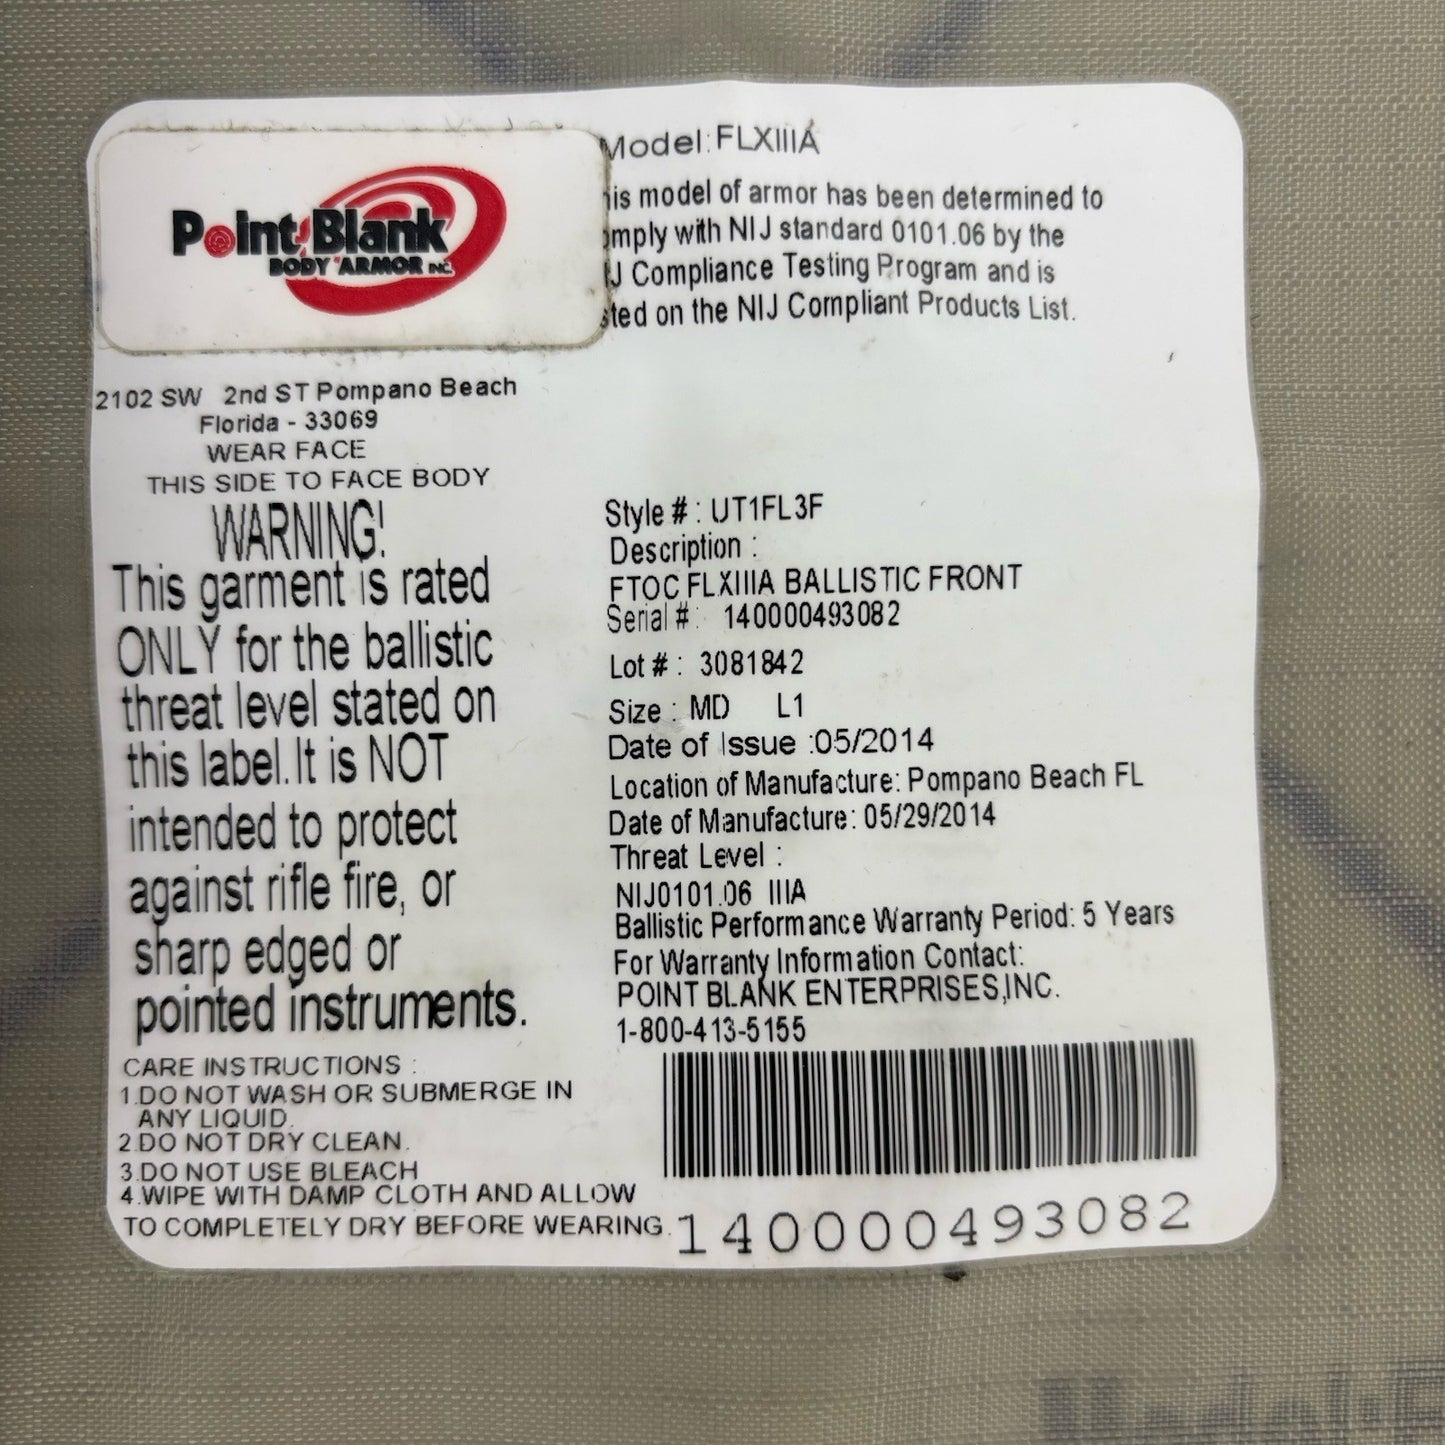 Point Blank
BODY ARMOR INC.
2102 SW 2nd ST Pompano Beach
Florida - 33069
WEAR FACE
THIS SIDE TO FACE BODY
WARNING!
This garment is rated
ONLY for the ballistic
threat level stated on
this label.It is NOT
intended to protect
against rifle fire, or
sharp edged or
pointed instruments.
CARE INSTRUCTIONS :
1.DO NOT WASH OR SUBMERGE IN
ANY LIQUID.
2.DO NOT DRY CLEAN.
3.DO NOT USE BLEACH
4.WIPE WITH DAMP CLOTH AND ALLOW
TO COMPLETELY DRY BEFORE WEARING.
Model: FLXIIIA
is model of armor has been determined to
mply with NIJ standard 0101.06 by the
IJ Compliance Testing Program and is
sted on the NIJ Compliant Products List.
Style # : UT1FL3F
Description :
FTOC FLXIIIA BALLISTIC FRONT
Serial # : 140000493082
Lot # : 3081842
Size : MD L1
Date of Issue :05/2014
Location of Manufacture: Pompano Beach FL
Date of Manufacture: 05/29/2014
Threat Level :
NIJ0101.06 IIIA
Ballistic Performance Warranty Period: 5 Years
For Warranty Information Contact:
POINT BLANK ENTERPRISES,INC.
1-800-413-5155
140000493082
Model:F